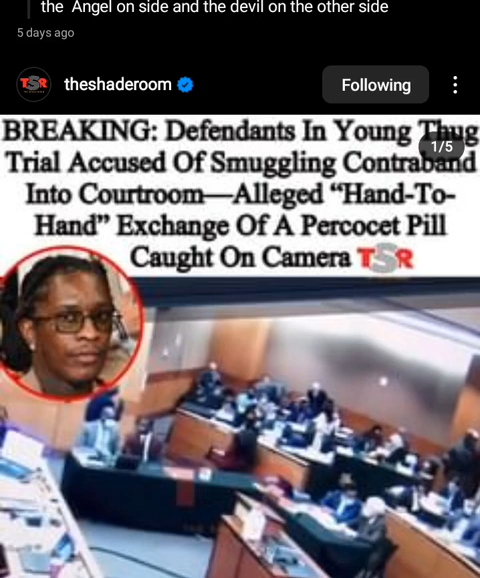 the Angel on side and the devil on the other side
5 days ago
TSR
theshaderoom
Following
1/5
BREAKING: Defendants In Young Thug
Trial Accused Of Smuggling Contraband
Into Courtroom—Alleged “Hand-To-
Hand” Exchange Of A Percocet Pill
Caught On Camera TSR